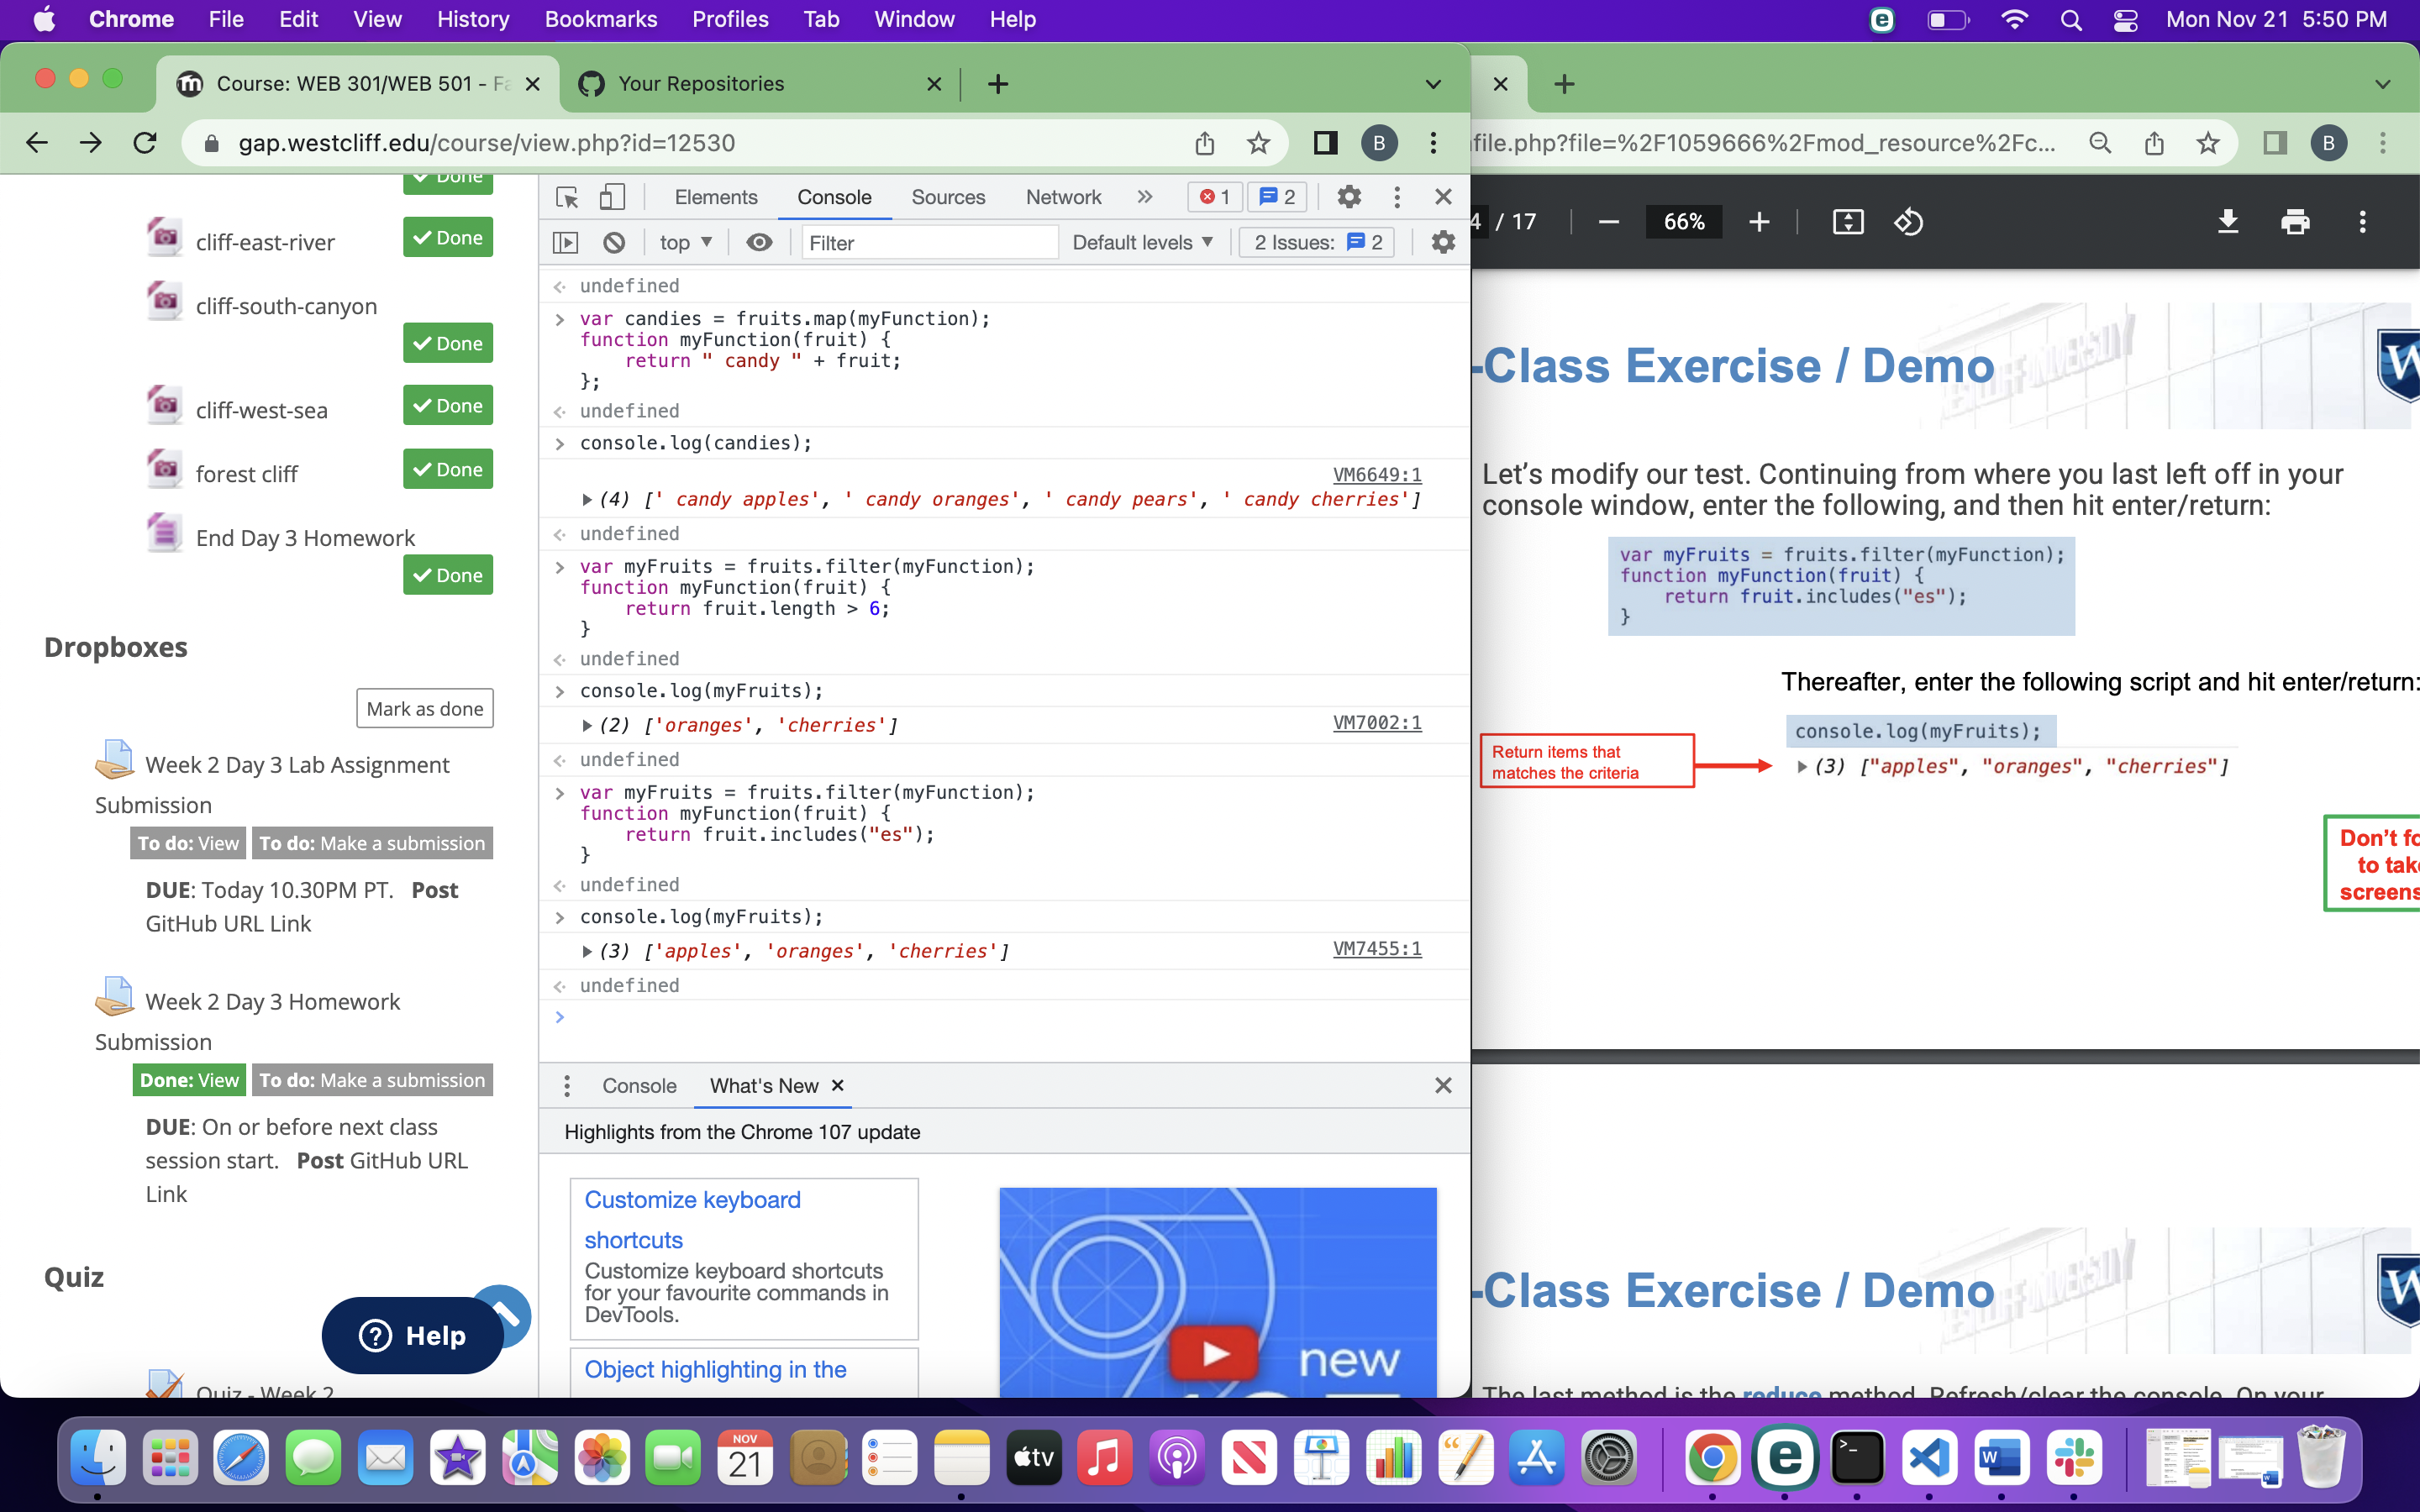 Chrome File Edit View History Bookmarks Profiles Tab Window Help
Mon Nov 21 5:50 PM
Course: WEB 301/WEB 501 - Fa
Your Repositories
gap.westcliff.edu/course/view.php?id=12530
B
file.php?file=%2F1059666%2Fmod_resource%2Fc...
B
Done
cliff-east-river
Done
cliff-south-canyon
Done
cliff-west-sea
Done
forest cliff
Done
End Day 3 Homework
Done
Dropboxes
Mark as done
Week 2 Day 3 Lab Assignment
Submission
To do: View To do: Make a submission
DUE: Today 10.30PM PT. Post
GitHub URL Link
Week 2 Day 3 Homework
Submission
Done: View To do: Make a submission
DUE: On or before next class
session start. Post GitHub URL
Link
Quiz
Help
Quiz - Week 2
Elements Console Sources Network 1 2
top Filter Default levels 2 Issues: 2
undefined
var candies = fruits.map(myFunction);
function myFunction(fruit) {
return " candy " + fruit;
};
undefined
console.log(candies);
VM6649:1
(4) [' candy apples', ' candy oranges', ' candy pears', ' candy cherries']
undefined
var myFruits = fruits.filter(myFunction);
function myFunction(fruit) {
return fruit.length > 6;
}
undefined
console.log(myFruits);
(2) ['oranges', 'cherries'] VM7002:1
undefined
var myFruits = fruits.filter(myFunction);
function myFunction(fruit) {
return fruit.includes("es");
}
undefined
console.log(myFruits);
(3) ['apples', 'oranges', 'cherries'] VM7455:1
undefined
Console What's New
Highlights from the Chrome 107 update
Customize keyboard
shortcuts
Customize keyboard shortcuts
for your favourite commands in
DevTools.
Object highlighting in the
new
4 / 17 66%
-Class Exercise / Demo
W
Let’s modify our test. Continuing from where you last left off in your
console window, enter the following, and then hit enter/return:
var myFruits = fruits.filter(myFunction);
function myFunction(fruit) {
return fruit.includes("es");
}
Thereafter, enter the following script and hit enter/return:
console.log(myFruits);
Return items that
matches the criteria
(3) ["apples", "oranges", "cherries"]
Don’t fo
to tak
screens
-Class Exercise / Demo
W
The last method is the reduce method. Refresh/clear the console. On your
NOV
21
tv